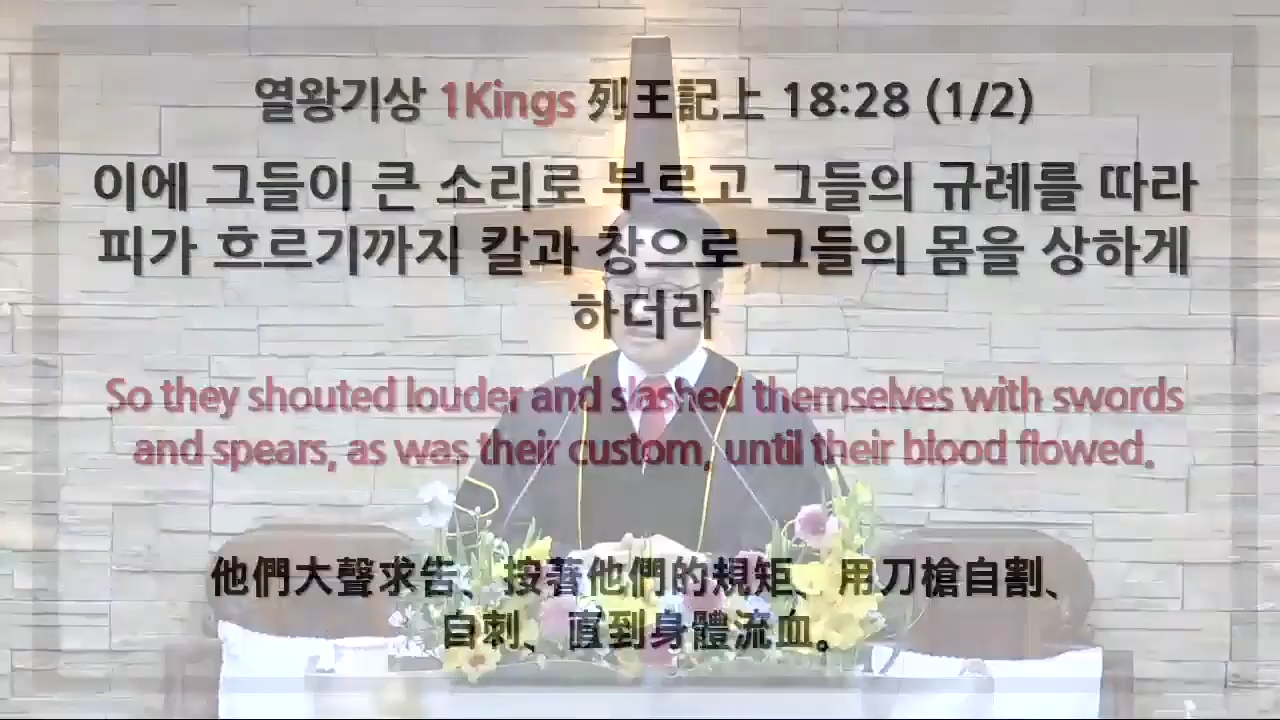 열왕기상 1Kings 列王記上 18:28 (1/2)
이에 그들이 큰 소리로 부르고 그들의 규례를 따라
피가 흐르기까지 칼과 창으로 그들의 몸을 상하게
하더라
So they shouted louder and slashed themselves with swords
and spears, as was their custom, until their blood flowed.
他們大聲求告、按著他們的規矩、用刀槍自割、
自刺、直到身體流血。